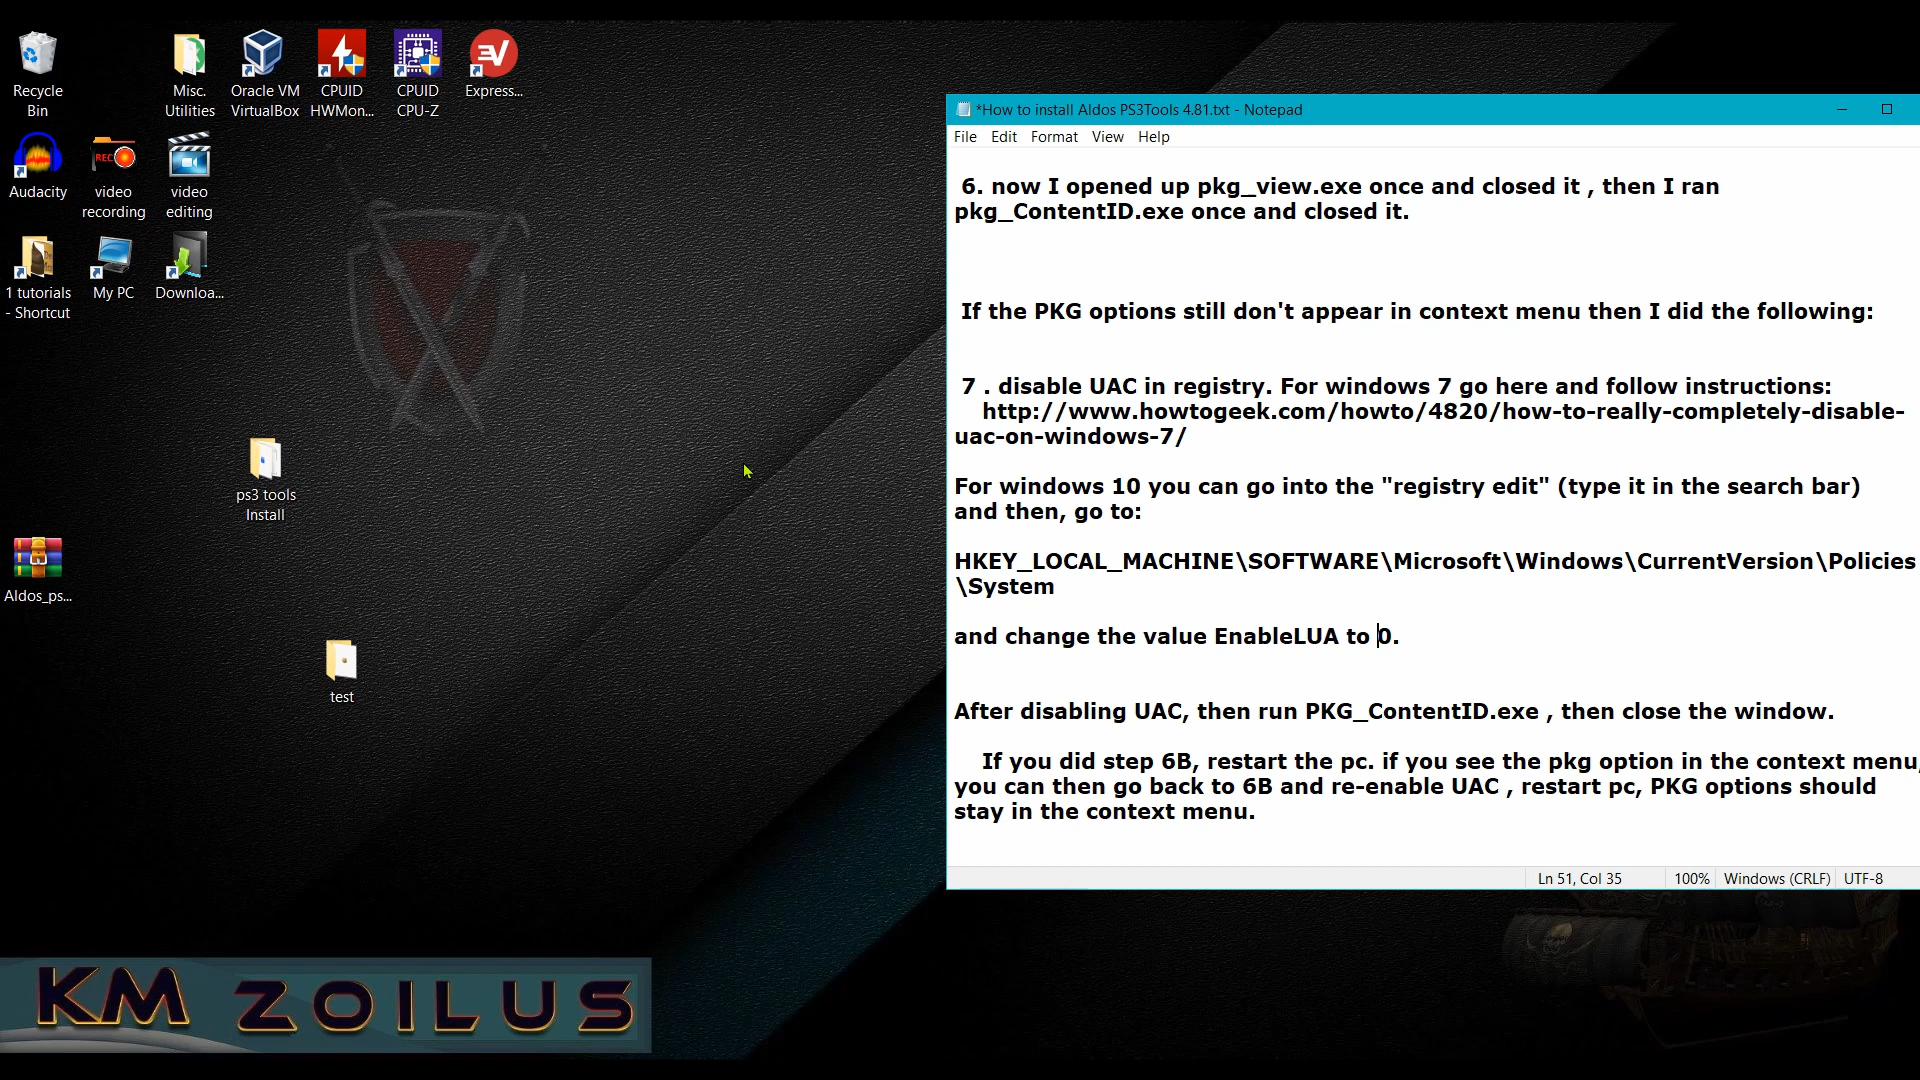 Recycle
Bin
Misc.
Utilities
Oracle VM
VirtualBox
CPUID
HWMon...
CPUID
CPU-Z
Express...
Audacity
REC
video
recording
video
editing
1 tutorials
- Shortcut
My PC
Downloa...
ps3 tools
Install
Aldos_ps...
test
KM ZOILUS
*How to install Aldos PS3Tools 4.81.txt - Notepad
File Edit Format View Help
6. now I opened up pkg_view.exe once and closed it , then I ran
pkg_ContentID.exe once and closed it.
If the PKG options still don't appear in context menu then I did the following:
7 . disable UAC in registry. For windows 7 go here and follow instructions:
http://www.howtogeek.com/howto/4820/how-to-really-completely-disable-
uac-on-windows-7/
For windows 10 you can go into the "registry edit" (type it in the search bar)
and then, go to:
HKEY_LOCAL_MACHINE\SOFTWARE\Microsoft\Windows\CurrentVersion\Policies
\System
and change the value EnableLUA to 0.
After disabling UAC, then run PKG_ContentID.exe , then close the window.
If you did step 6B, restart the pc. if you see the pkg option in the context menu,
you can then go back to 6B and re-enable UAC , restart pc, PKG options should
stay in the context menu.
Ln 51, Col 35 100% Windows (CRLF) UTF-8